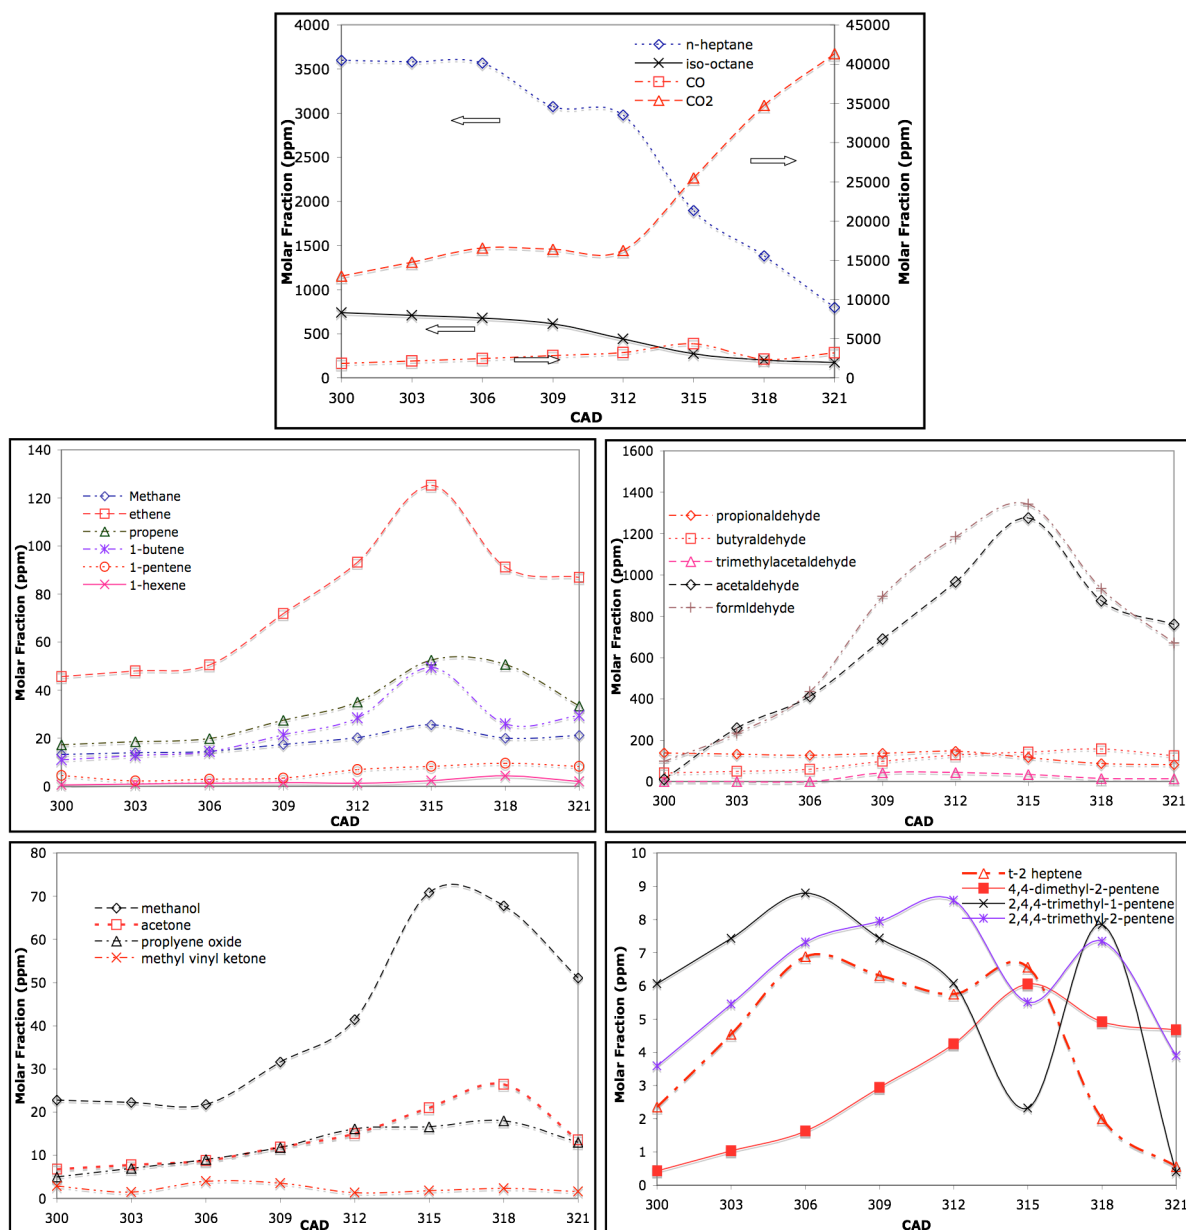 4000
3500
3000
2500
2000
1500
1000
500
0
Molar Fraction (ppm)
n-heptane
iso-octane
CO
CO2
45000
40000
35000
30000
25000
20000
15000
10000
5000
0
Molar Fraction (ppm)
300 303 306 309 312 315 318 321
CAD
140
120
100
80
60
40
20
0
Molar Fraction (ppm)
Methane
ethene
propene
1-butene
1-pentene
1-hexene
300 303 306 309 312 315 318 321
CAD
1600
1400
1200
1000
800
600
400
200
0
Molar Fraction (ppm)
propionaldehyde
butyraldehyde
trimethylacetaldehyde
acetaldehyde
formldehyde
300 303 306 309 312 315 318 321
CAD
80
70
60
50
40
30
20
10
0
Molar Fraction (ppm)
methanol
acetone
proplyene oxide
methyl vinyl ketone
300 303 306 309 312 315 318 321
CAD
10
9
8
7
6
5
4
3
2
1
0
Molar Fraction (ppm)
t-2 heptene
4,4-dimethyl-2-pentene
2,4,4-trimethyl-1-pentene
2,4,4-trimethyl-2-pentene
300 303 306 309 312 315 318 321
CAD